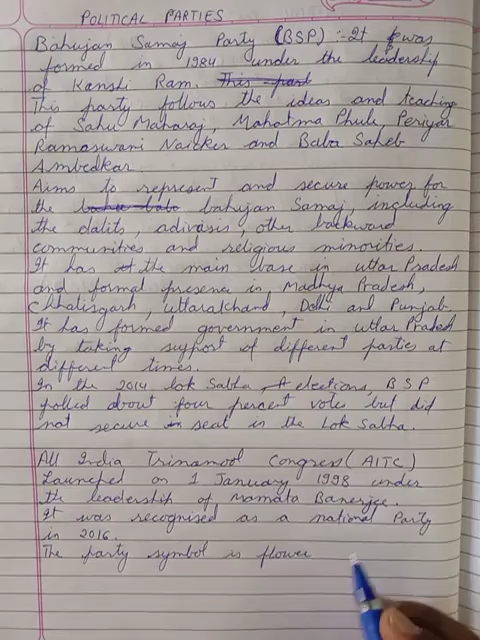 POLITICAL PARTIES
Bahujan Samaj Party (BSP) :- It was
formed in 1984 under the leadership
of Kanshi Ram. This part
This party follows the ideas and teaching
of Sahu Maharaj, Mahatma Phule, Periyar
Ramaswani Naicker and Baba Saheb
Ambedkar.
Aims to represent and secure power for
the bahujan Samaj, including
the dalits, adivasis, other backward
communities and religious minorities.
It has the main base in uttar Pradesh
and formal presence in, Madhya Pradesh,
Chhatisgarh, uttarakhand, Delhi and Punjab.
It has formed government in uttar Pradesh
by taking support of different parties at
different times.
In the 2014 lok Sabha, elections, BSP
polled about four percent votes but did
not secure in seat in the Lok Sabha.
All India Trinamool Congress (AITC)
Launched on 1 January 1998 under
the leadership of Mamata Banerjee.
It was recognised as a national Party
in 2016.
The party symbol is flower